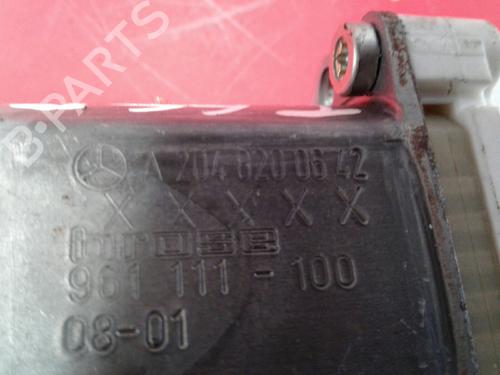 B-PARTS
A 204 820 06 42
X X X X X
brose
961 111 - 100
08-01